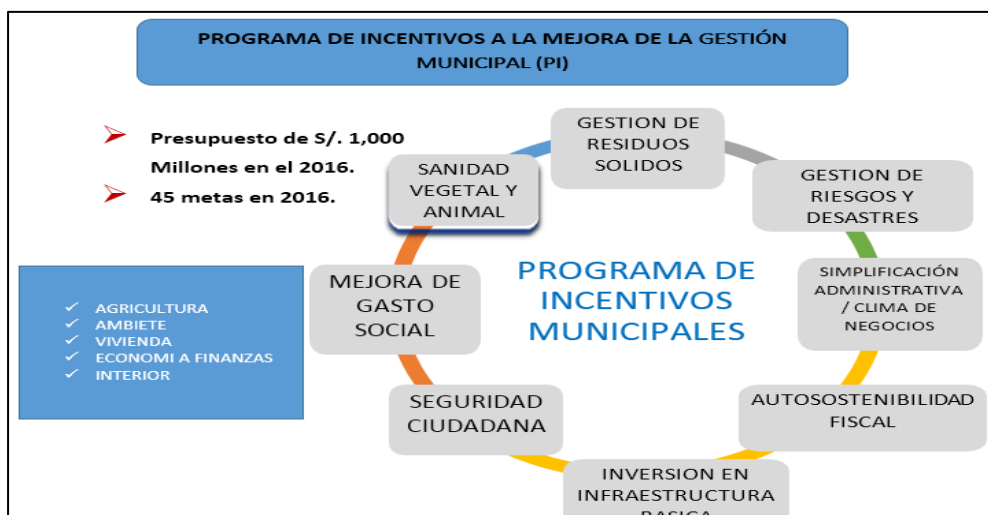 PROGRAMA DE INCENTIVOS A LA MEJORA DE LA GESTIÓN
MUNICIPAL (PI)
Presupuesto de S/. 1,000
Millones en el 2016.
45 metas en 2016.
GESTION DE
RESIDUOS
SOLIDOS
SANIDAD
VEGETAL Y
ANIMAL
GESTION DE
RIESGOS Y
DESASTRES
MEJORA DE
GASTO
SOCIAL
PROGRAMA DE
INCENTIVOS
MUNICIPALES
SIMPLIFICACIÓN
ADMINISTRATIVA
/ CLIMA DE
NEGOCIOS
AGRICULTURA
AMBIETE
VIVIENDA
ECONOMI A FINANZAS
INTERIOR
SEGURIDAD
CIUDADANA
AUTOSOSTENIBILIDAD
FISCAL
INVERSION EN
INFRAESTRUCTURA
BASICA